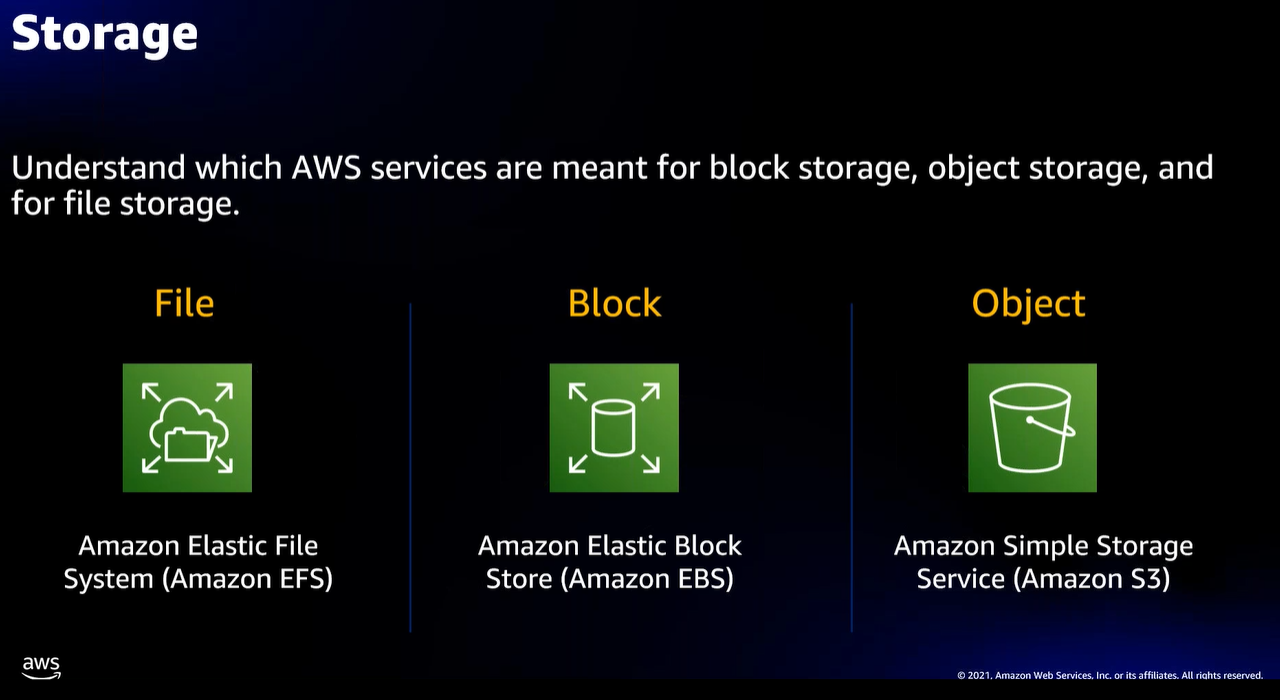 Storage
Understand which AWS services are meant for block storage, object storage, and
for file storage.
File
Amazon Elastic File
System (Amazon EFS)
Block
Amazon Elastic Block
Store (Amazon EBS)
Object
Amazon Simple Storage
Service (Amazon S3)
aws
© 2021, Amazon Web Services, Inc. or its affiliates. All rights reserved.